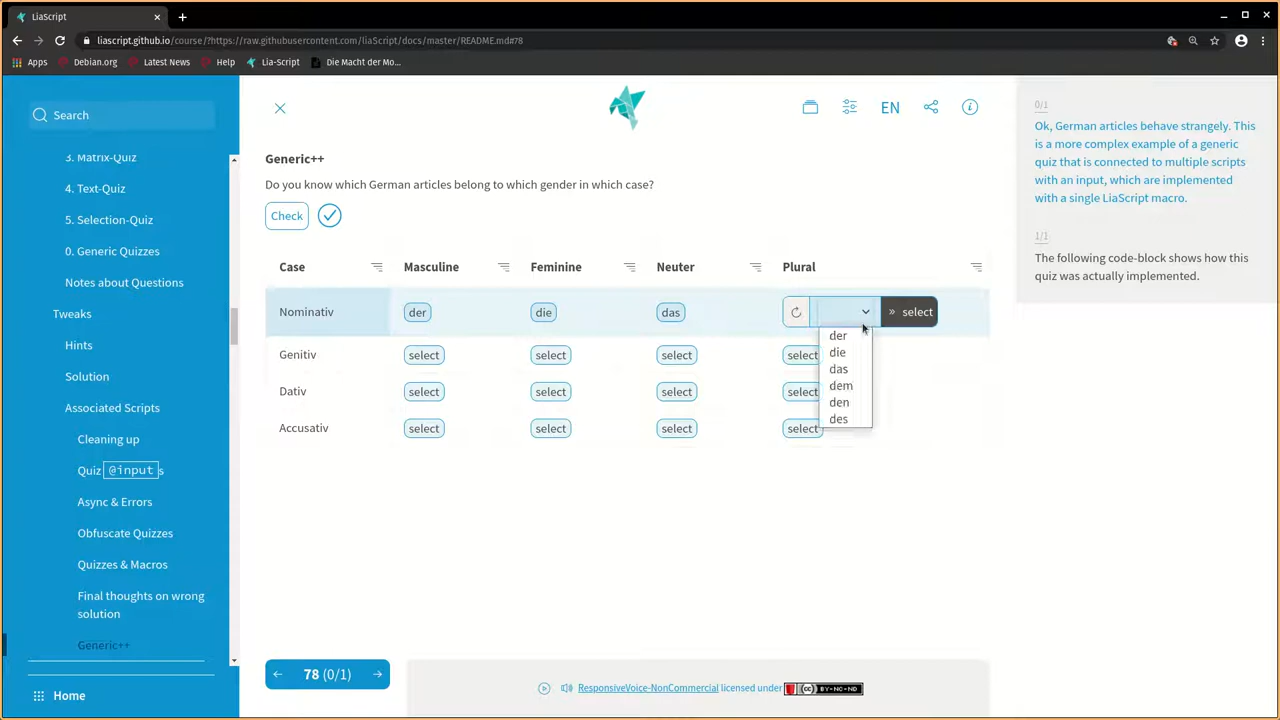 LiaScript
liascript.github.io/course/?https://raw.githubusercontent.com/liaScript/docs/master/README.md#78
Apps Debian.org Latest News Help Lia-Script Die Macht der Mo...
Search
3. Matrix-Quiz
4. Text-Quiz
5. Selection-Quiz
0. Generic Quizzes
Notes about Questions
Tweaks
Hints
Solution
Associated Scripts
Cleaning up
Quiz @input s
Async & Errors
Obfuscate Quizzes
Quizzes & Macros
Final thoughts on wrong
solution
Generic++
Home
EN
Generic++
Do you know which German articles belong to which gender in which case?
Check
Case Masculine Feminine Neuter Plural
Nominativ der die das » select
Genitiv select select select select
Dativ select select select select
Accusativ select select select select
der
die
das
dem
den
des
78 (0/1)
ResponsiveVoice-NonCommercial licensed under
cc BY-NC-ND
0/1
Ok, German articles behave strangely. This
is a more complex example of a generic
quiz that is connected to multiple scripts
with an input, which are implemented
with a single LiaScript macro.
1/1
The following code-block shows how this
quiz was actually implemented.